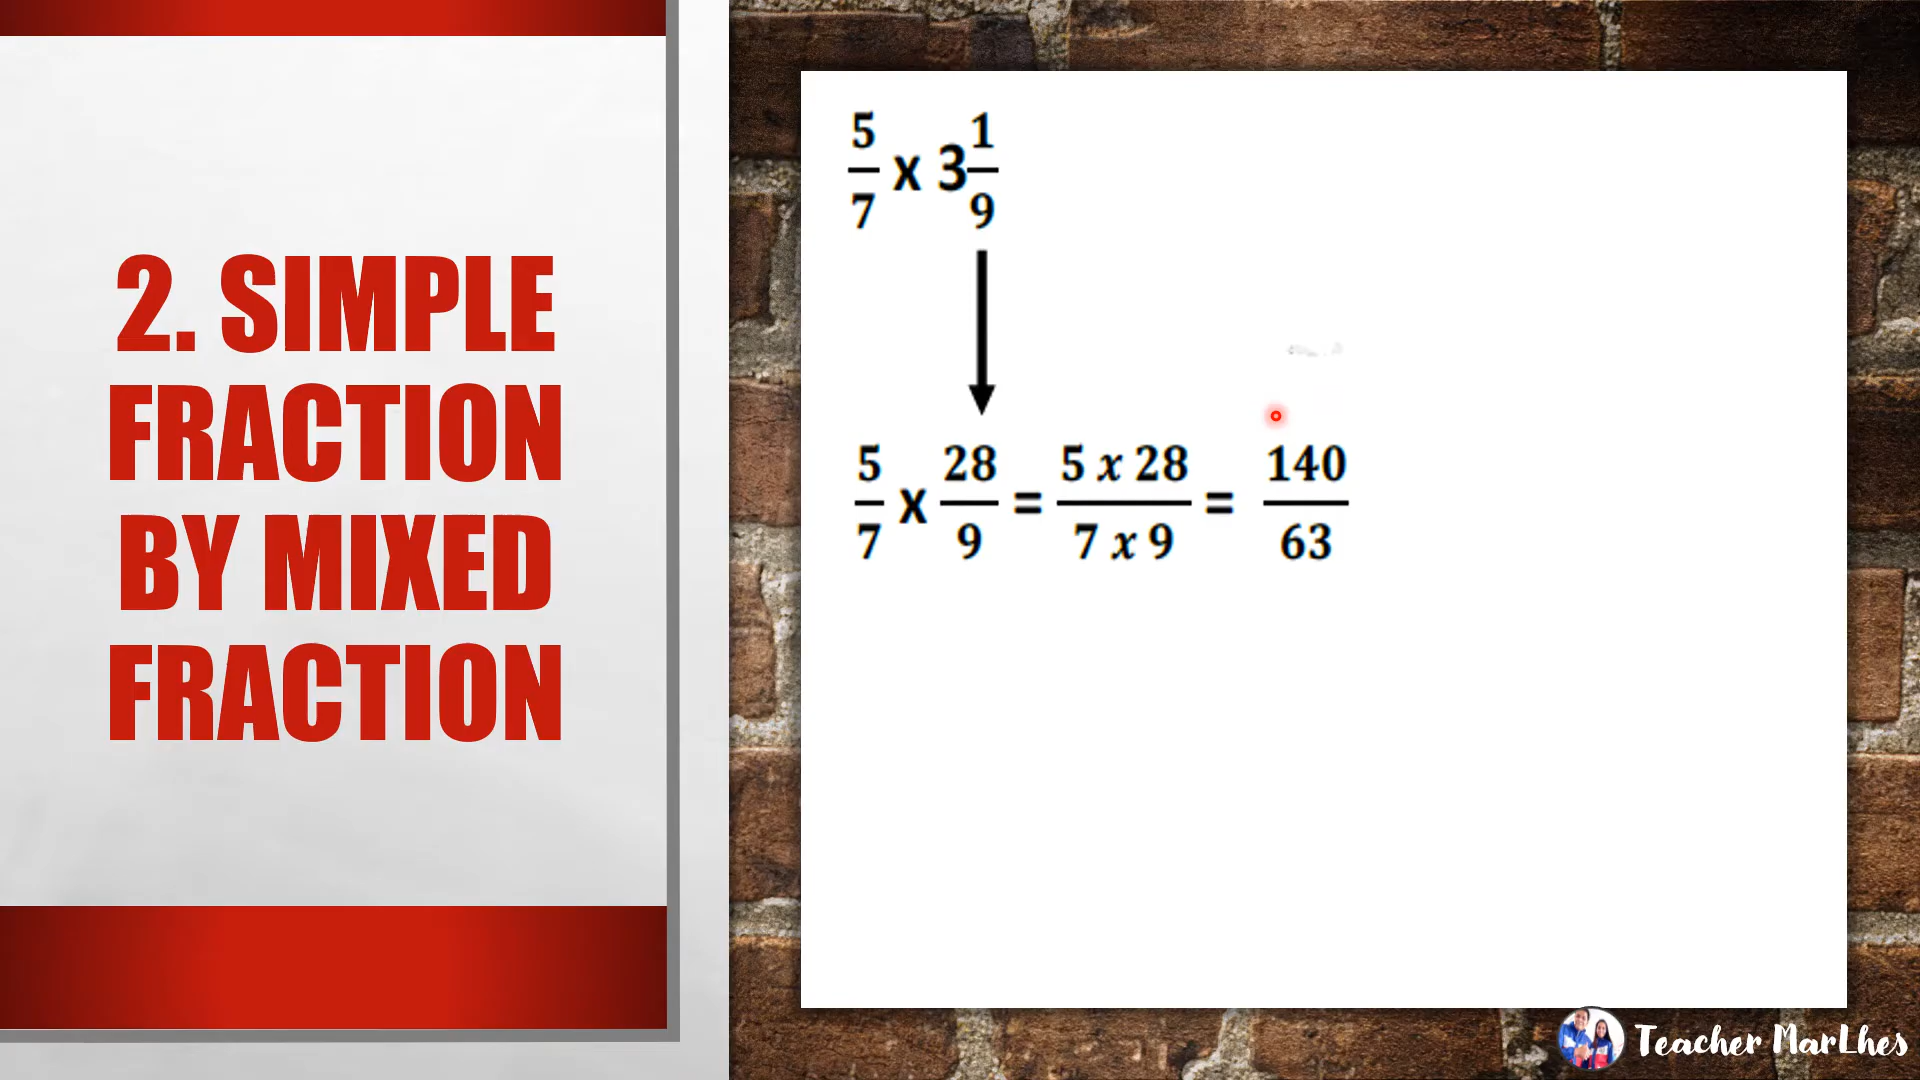 2. SIMPLE
FRACTION
BY MIXED
FRACTION
5/7 x 3 1/9
5/7 x 28/9 = 5 x 28 / 7 x 9 = 140/63
Teacher MarLhes